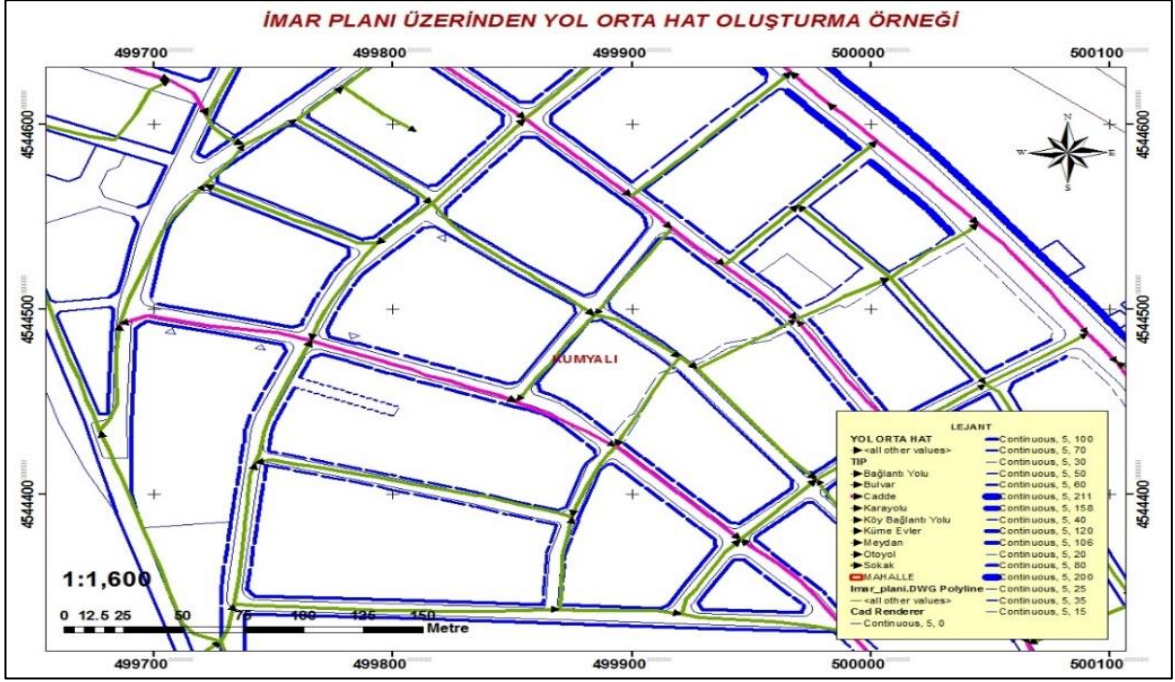 İMAR PLANI ÜZERİNDEN YOL ORTA HAT OLUŞTURMA ÖRNEĞİ
499700 499800 499900 500000 500100
4544600 4544600
N
W E
S
4544500 4544500
KUMYALI
4544400 4544400
1:1,600
0 12.5 25 50 75 100 125 150
Metre
LEJANT
YOL ORTA HAT
<all other values>
TIP
Bağlantı Yolu
Bulvar
Cadde
Karayolu
Köy Bağlantı Yolu
Küme Evler
Meydan
Otoyol
Sokak
MAHALLE
Imar_plani.DWG Polyline
<all other values>
Cad Renderer
Continuous, 5, 0
Continuous, 5, 100
Continuous, 5, 70
Continuous, 5, 30
Continuous, 5, 50
Continuous, 5, 60
Continuous, 5, 211
Continuous, 5, 158
Continuous, 5, 40
Continuous, 5, 120
Continuous, 5, 106
Continuous, 5, 20
Continuous, 5, 80
Continuous, 5, 200
Continuous, 5, 25
Continuous, 5, 35
Continuous, 5, 15
499700 499800 499900 500000 500100